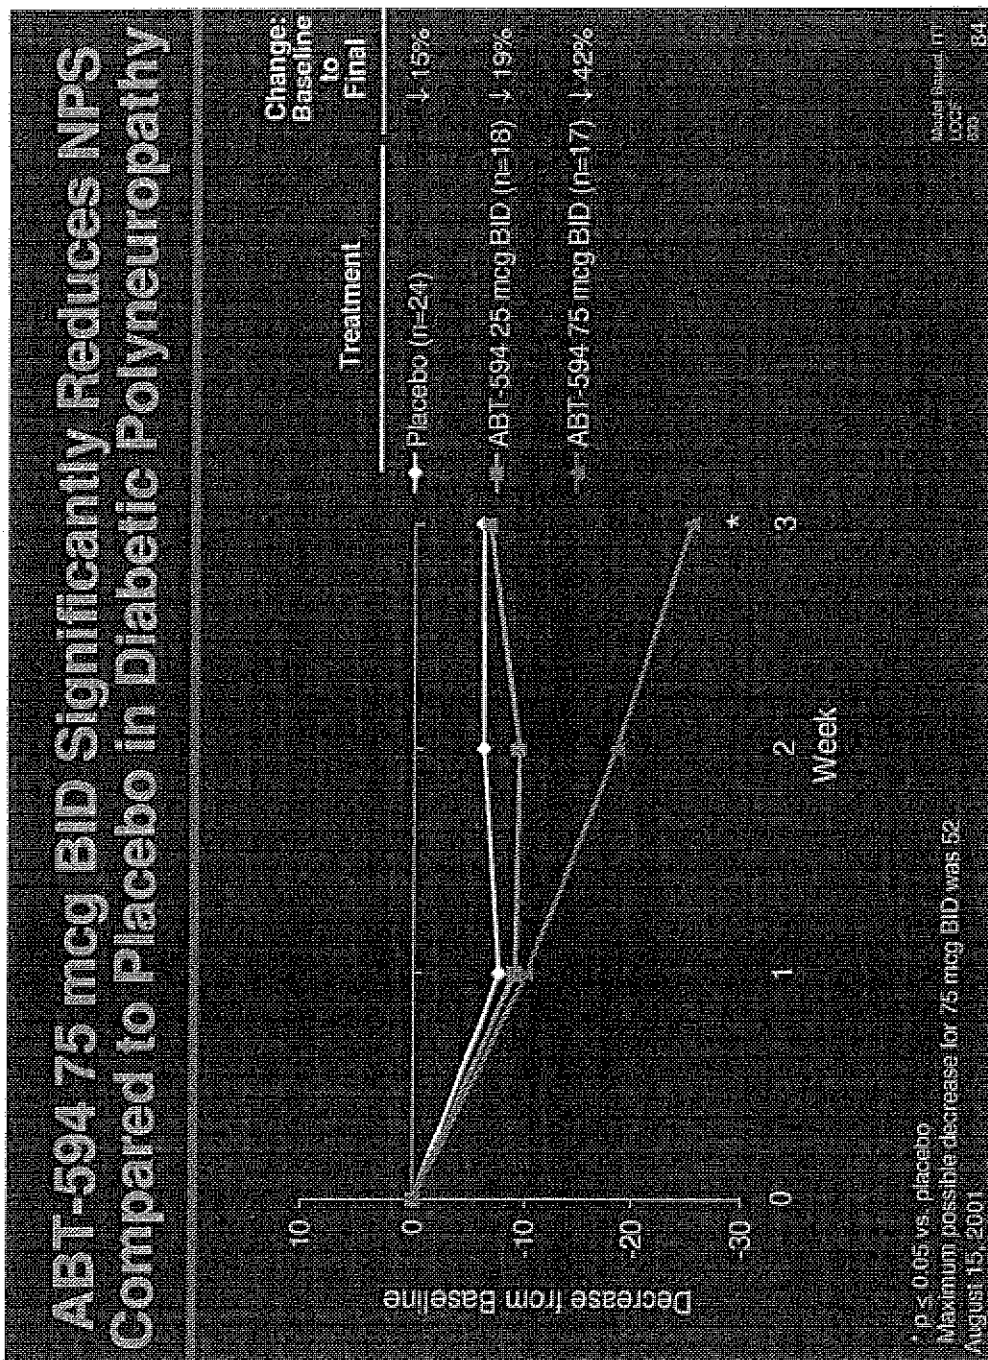 ABT-594 75 mcg BID Significantly Reduces NPS
Compared to Placebo in Diabetic Polyneuropathy
Change:
Baseline
to
Final
Treatment
Placebo (n=24) ↓ 15%
ABT-594 25 mcg BID (n=18) ↓ 19%
ABT-594 75 mcg BID (n=17) ↓ 42%
Decrease from Baseline
10
0
-10
-20
-30
*
0 1 2 3
Week
* p ≤ 0.05 vs. placebo
Maximum possible decrease for 75 mcg BID was 52.
August 15, 2001
LOCF
84